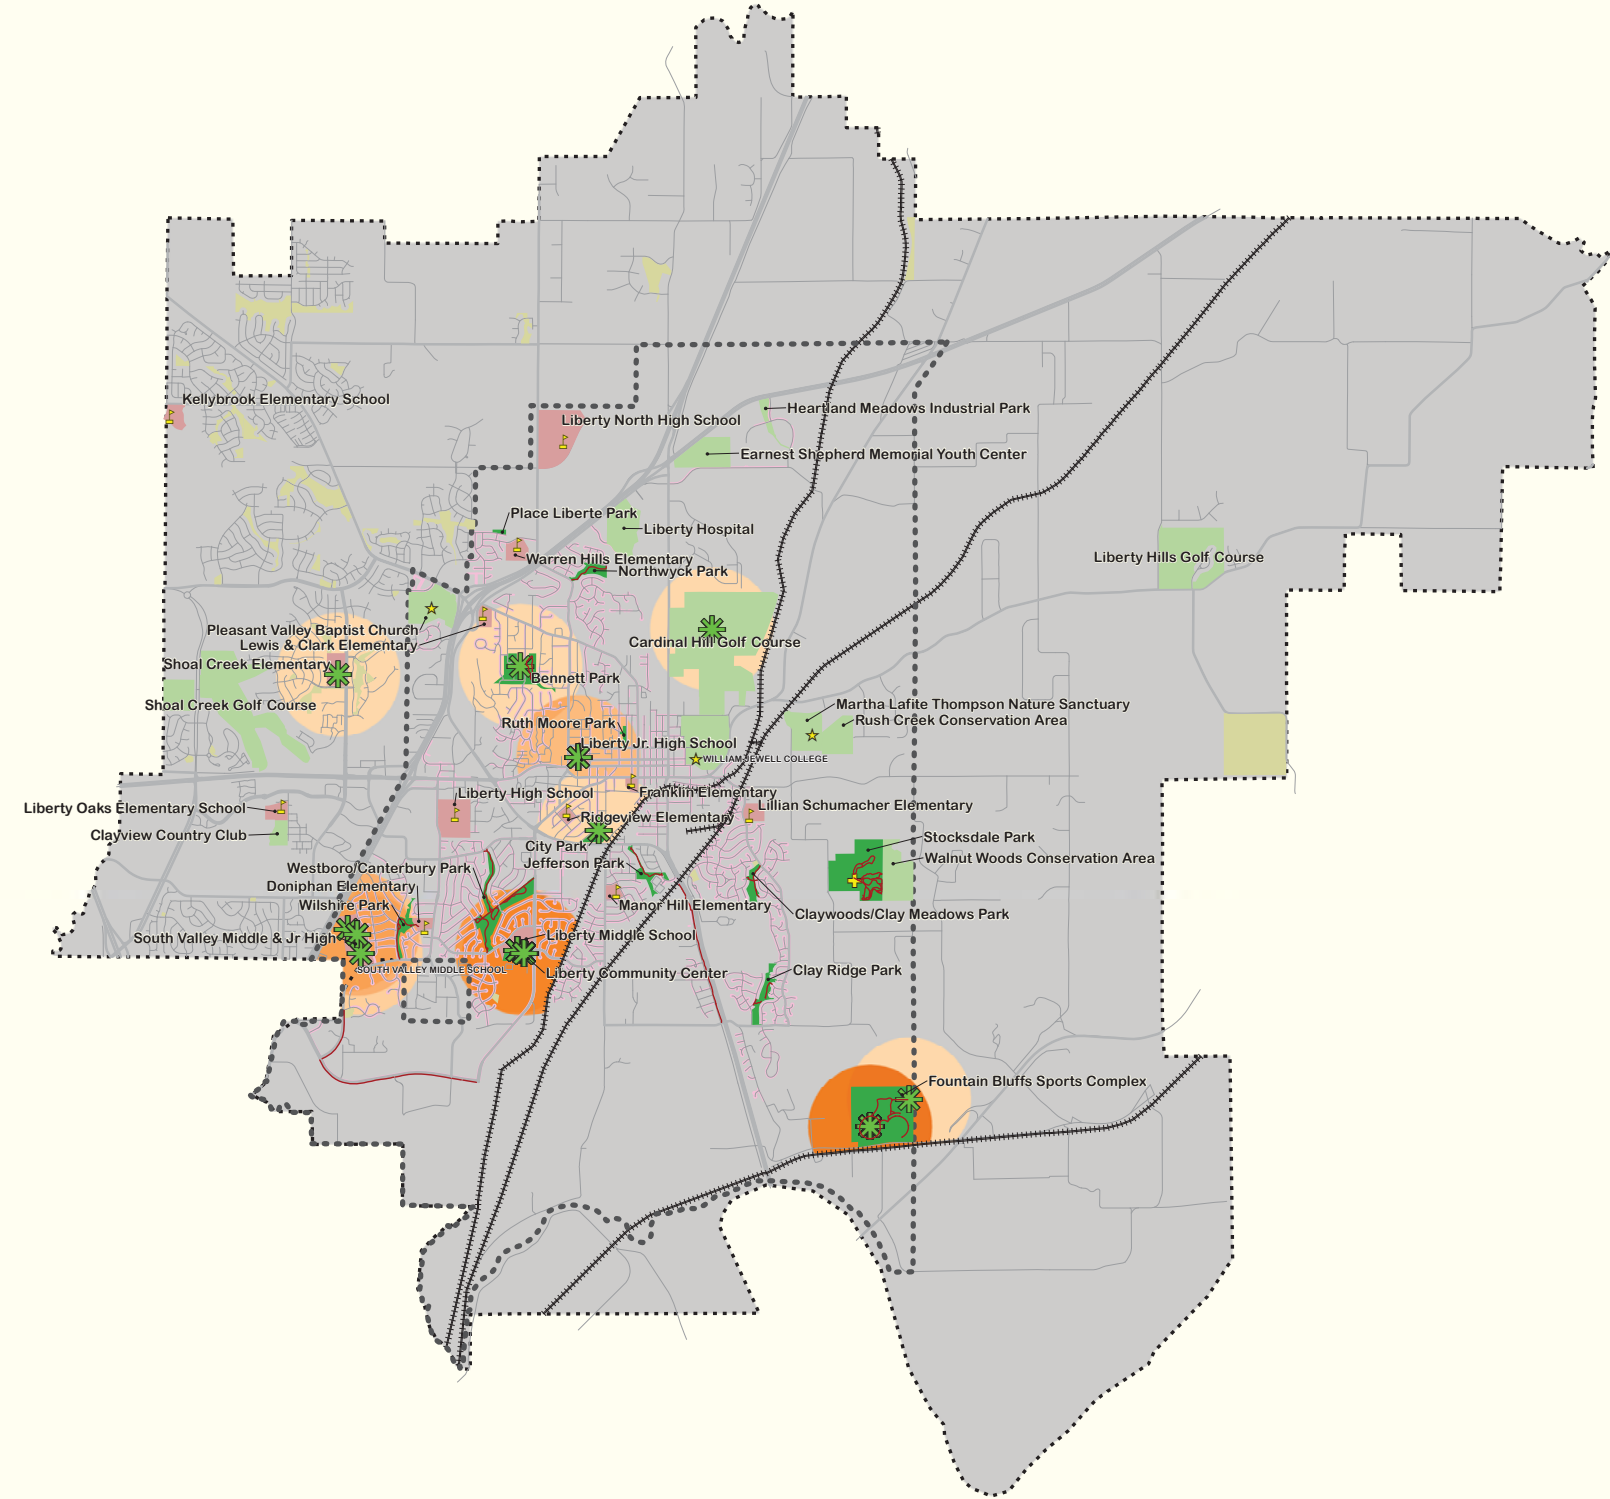 Kellybrook Elementary School
Heartland Meadows Industrial Park
Liberty North High School
Earnest Shepherd Memorial Youth Center
Place Liberte Park
Liberty Hospital
Warren Hills Elementary
Northwyck Park
Liberty Hills Golf Course
Pleasant Valley Baptist Church
Lewis & Clark Elementary
Cardinal Hill Golf Course
Shoal Creek Elementary
Bennett Park
Shoal Creek Golf Course
Martha Lafite Thompson Nature Sanctuary
Rush Creek Conservation Area
Ruth Moore Park
Liberty Jr. High School
WILLIAM JEWELL COLLEGE
Liberty High School
Franklin Elementary
Liberty Oaks Elementary School
Lillian Schumacher Elementary
Ridgeview Elementary
Clayview Country Club
Stocksdale Park
City Park
Walnut Woods Conservation Area
Jefferson Park
Westboro/Canterbury Park
Doniphan Elementary
Wilshire Park
Manor Hill Elementary
Claywoods/Clay Meadows Park
South Valley Middle & Jr High
Liberty Middle School
SOUTH VALLEY MIDDLE SCHOOL
Liberty Community Center
Clay Ridge Park
Fountain Bluffs Sports Complex